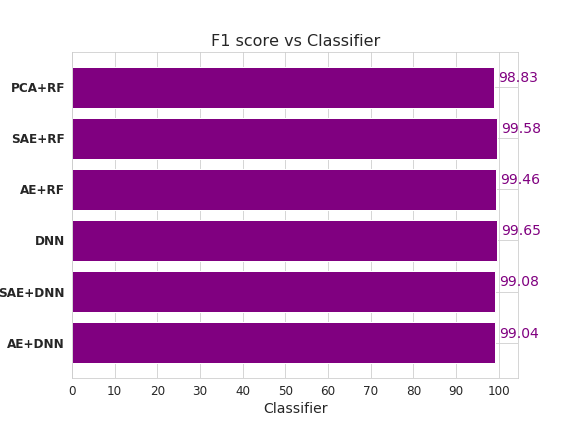 F1 score vs Classifier
PCA+RF 98.83
SAE+RF 99.58
AE+RF 99.46
DNN 99.65
SAE+DNN 99.08
AE+DNN 99.04
0 10 20 30 40 50 60 70 80 90 100
Classifier